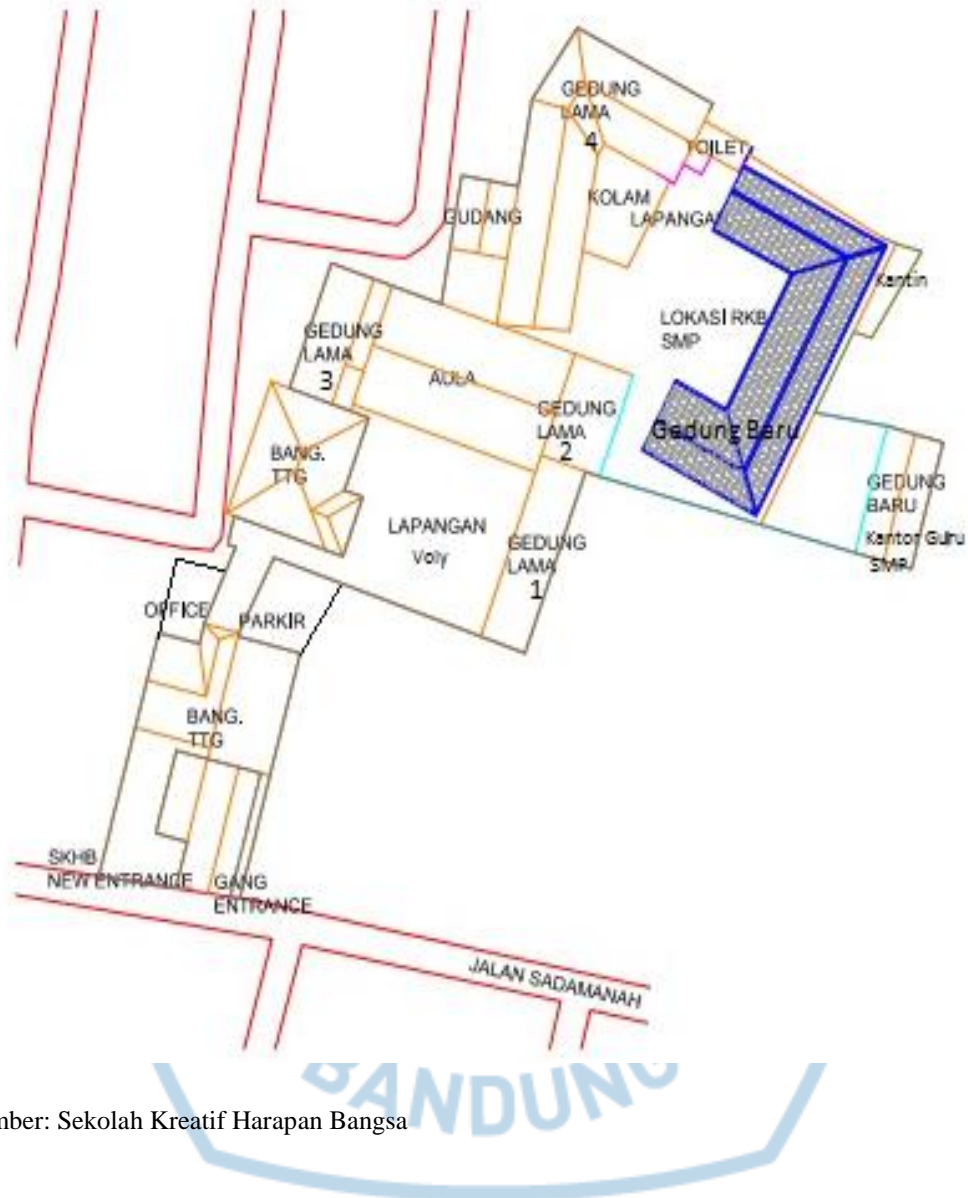 GEDUNG
LAMA
4
TOILET
KOLAM
LAPANGAN
GUDANG
Kantin
LOKASI RKB
SMP
GEDUNG
LAMA
3
AULA
GEDUNG
LAMA
2
Gedung Baru
BANG.
TTG
GEDUNG
BARU
Kantor Guru
SMP
LAPANGAN
Voly
GEDUNG
LAMA
1
OFFICE
PARKIR
BANG.
TTG
SKHB
NEW ENTRANCE
GANG
ENTRANCE
JALAN SADAMANAH
BANDUNG
mber: Sekolah Kreatif Harapan Bangsa